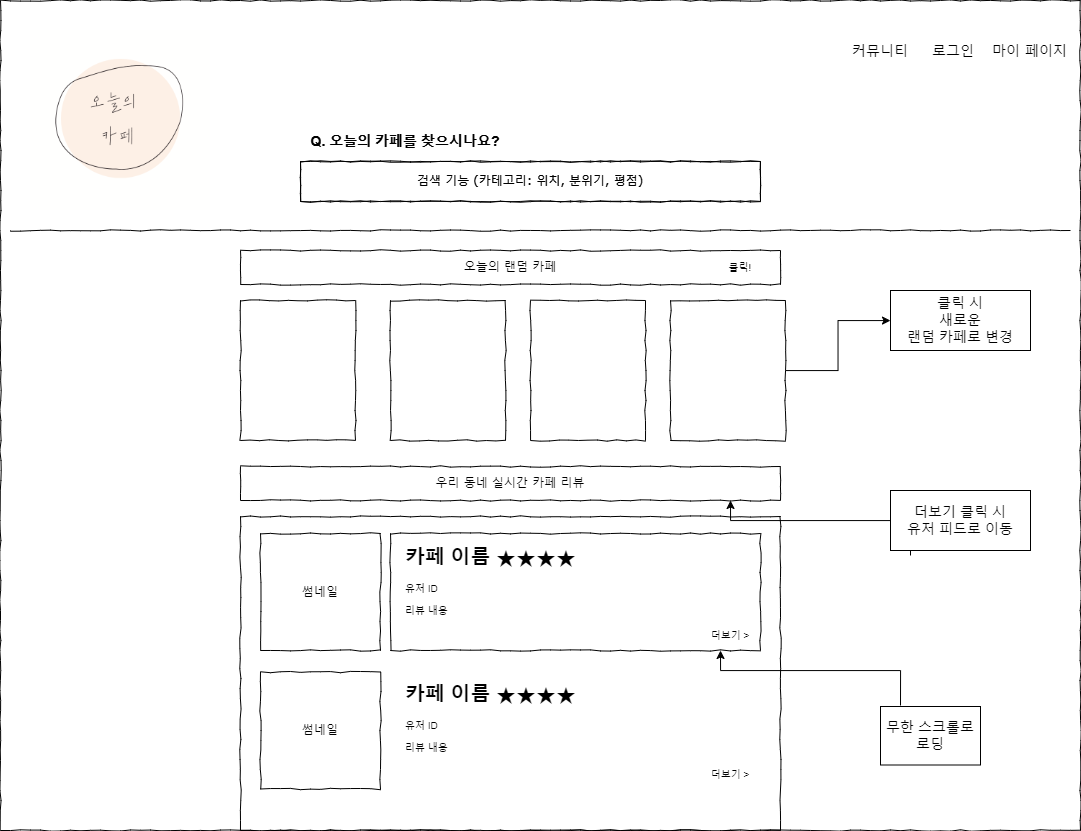 커뮤니티 로그인 마이 페이지
오늘의
카페
Q. 오늘의 카페를 찾으시나요?
검색 기능 (카테고리: 위치, 분위기, 평점)
오늘의 랜덤 카페 클릭!
클릭 시
새로운
랜덤 카페로 변경
우리 동네 실시간 카페 리뷰
더보기 클릭 시
유저 피드로 이동
썸네일
카페 이름 ★★★★
유저 ID
리뷰 내용
더보기 >
썸네일
카페 이름 ★★★★
유저 ID
리뷰 내용
더보기 >
무한 스크롤로
로딩